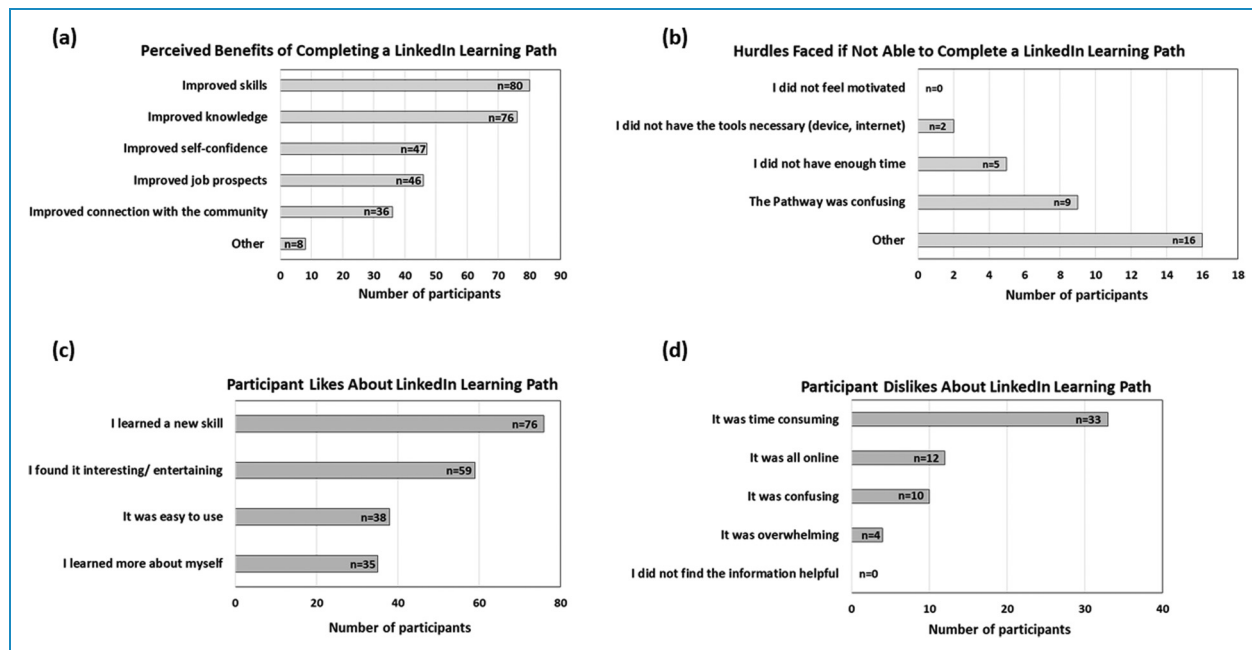 (a)
Perceived Benefits of Completing a LinkedIn Learning Path
Improved skills
n=80
Improved knowledge
n=76
Improved self-confidence
n=47
Improved job prospects
n=46
Improved connection with the community
n=36
Other
n=8
0 10 20 30 40 50 60 70 80 90
Number of participants
(b)
Hurdles Faced if Not Able to Complete a LinkedIn Learning Path
I did not feel motivated
n=0
I did not have the tools necessary (device, internet)
n=2
I did not have enough time
n=5
The Pathway was confusing
n=9
Other
n=16
0 2 4 6 8 10 12 14 16 18
Number of participants
(c)
Participant Likes About LinkedIn Learning Path
I learned a new skill
n=76
I found it interesting/ entertaining
n=59
It was easy to use
n=38
I learned more about myself
n=35
0 20 40 60 80
Number of participants
(d)
Participant Dislikes About LinkedIn Learning Path
It was time consuming
n=33
It was all online
n=12
It was confusing
n=10
It was overwhelming
n=4
I did not find the information helpful
n=0
0 10 20 30 40
Number of participants